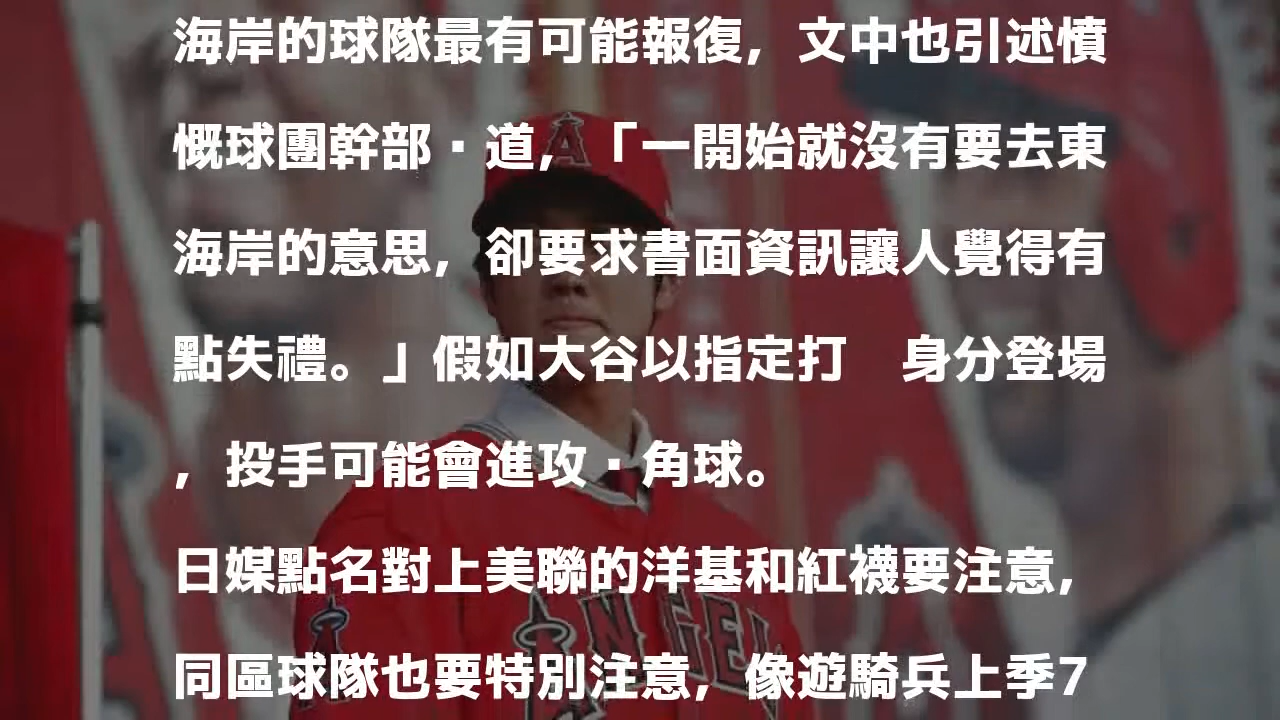 海岸的球隊最有可能報復，文中也引述憤
慨球團幹部·道，「一開始就沒有要去東
海岸的意思，卻要求書面資訊讓人覺得有
點失禮。」假如大谷以指定打　身分登場
，投手可能會進攻·角球。
日媒點名對上美聯的洋基和紅襪要注意，
同區球隊也要特別注意，像遊騎兵上季7
A
ANGEL